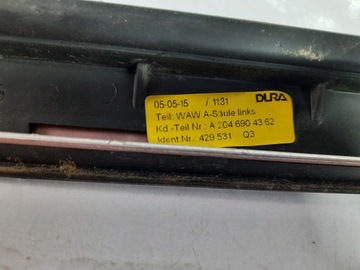 05-05-15 / 11:31 DURA
Teil: WAW A-Säule links
Kd.-Teil Nr.: A 204 690 43 62
Ident.Nr.: 429 531 Q3